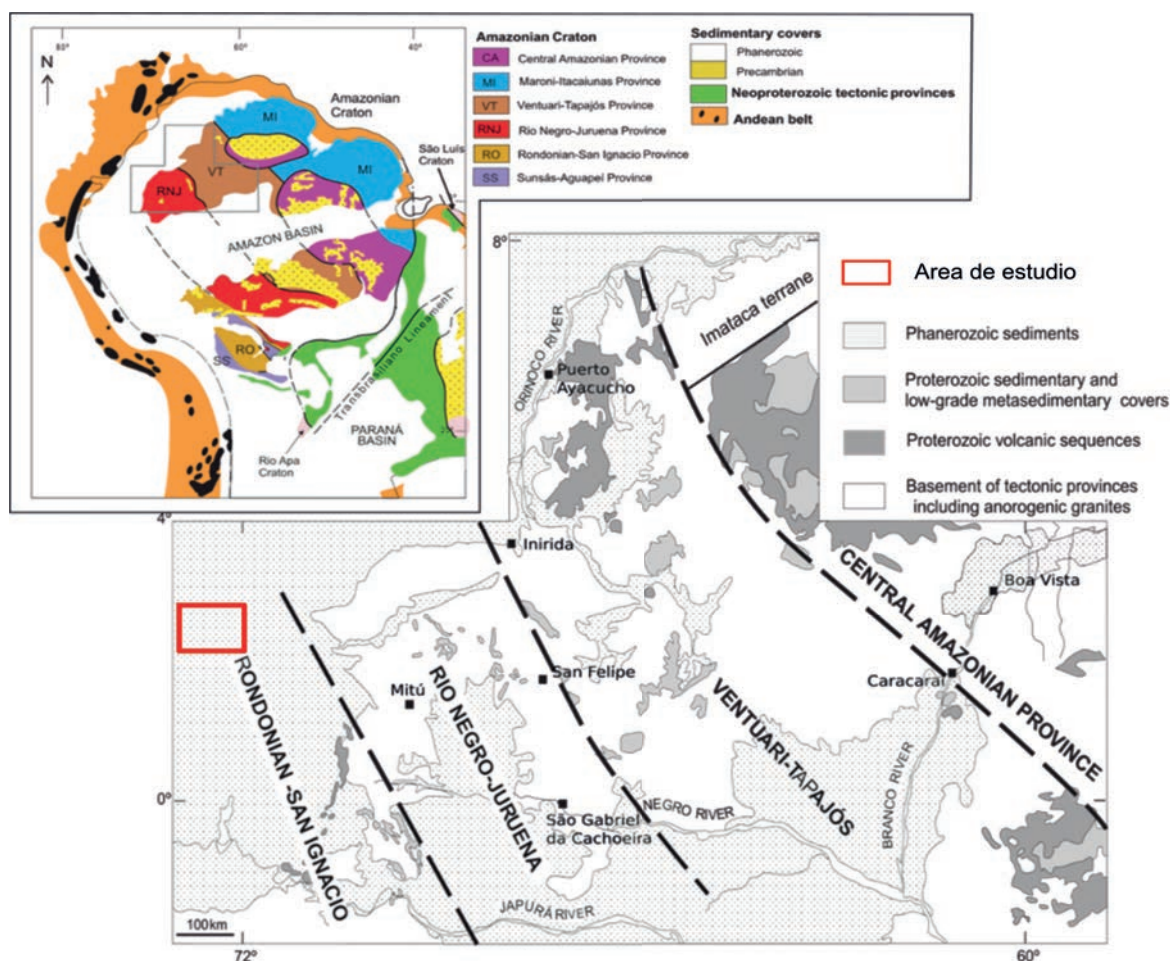 80°
60°
40°
N
Amazonian
Craton
MI
São Luís
Craton
VT
MI
RNJ
AMAZON BASIN
RO
SS
Transbrasiliano Lineament
PARANÁ
BASIN
Rio Apa
Craton
Amazonian Craton
CA Central Amazonian Province
MI Maroni-Itacaiunas Province
VT Ventuari-Tapajós Province
RNJ Rio Negro-Juruena Province
RO Rondonian-San Ignacio Province
SS Sunsás-Aguapeí Province
Sedimentary covers
Phanerozoic
Precambrian
Neoproterozoic tectonic provinces
Andean belt
8°
Area de estudio
Phanerozoic sediments
Proterozoic sedimentary and
low-grade metasedimentary covers
Proterozoic volcanic sequences
Basement of tectonic provinces
including anorogenic granites
Imataca terrane
ORINOCO RIVER
Puerto
Ayacucho
4°
Inirida
Boa Vista
CENTRAL AMAZONIAN PROVINCE
San Felipe
Mitú
Caracaraí
RONDONIAN -SAN IGNACIO
RIO NEGRO-JURUENA
VENTUARI-TAPAJÓS
0°
São Gabriel
da Cachoeira
NEGRO RIVER
BRANCO RIVER
JAPURÁ RIVER
100km
72°
60°